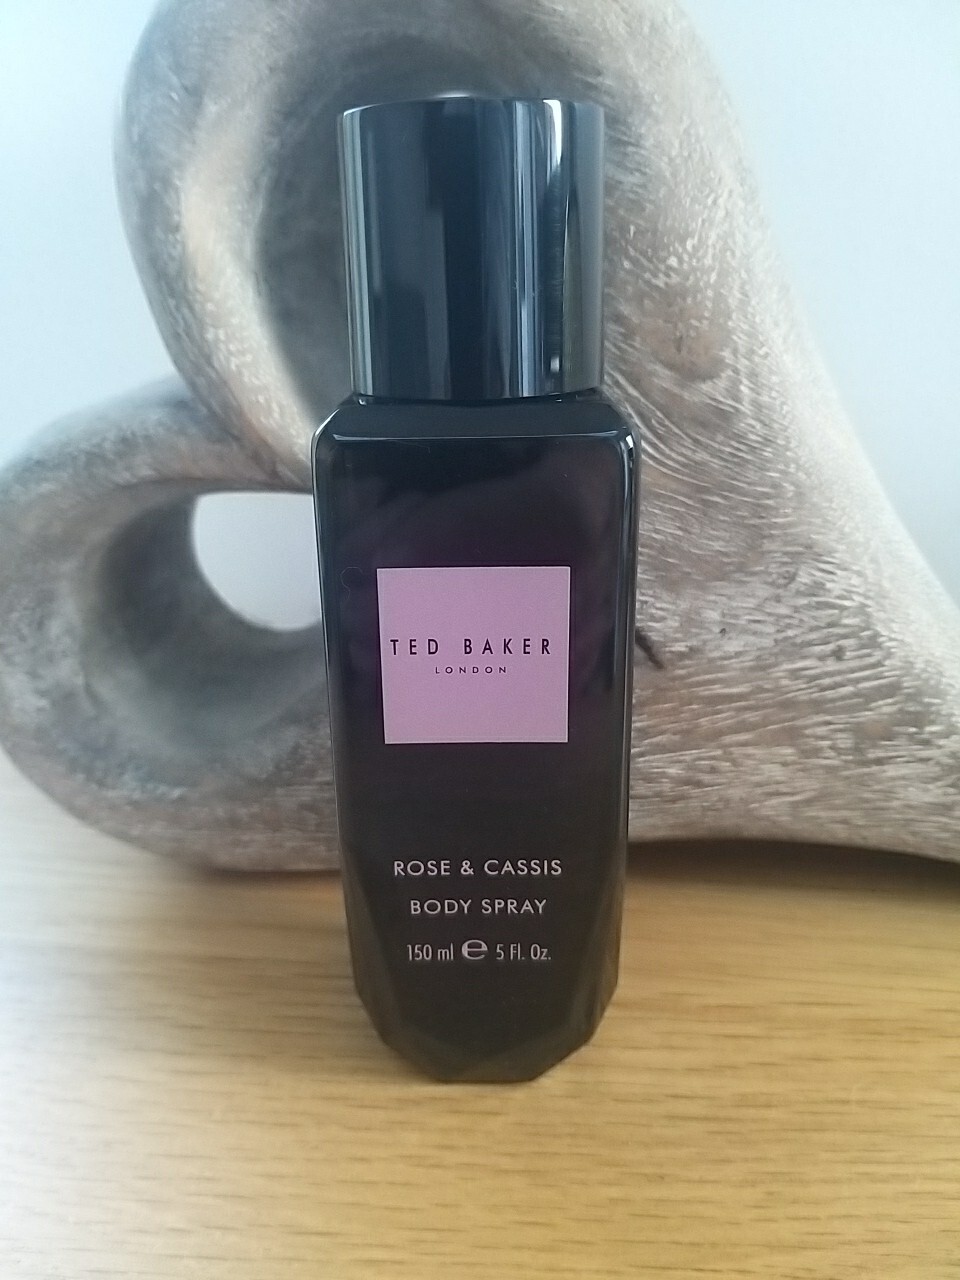 TED BAKER
LONDON
ROSE & CASSIS
BODY SPRAY
150 ml ℮ 5 Fl. Oz.